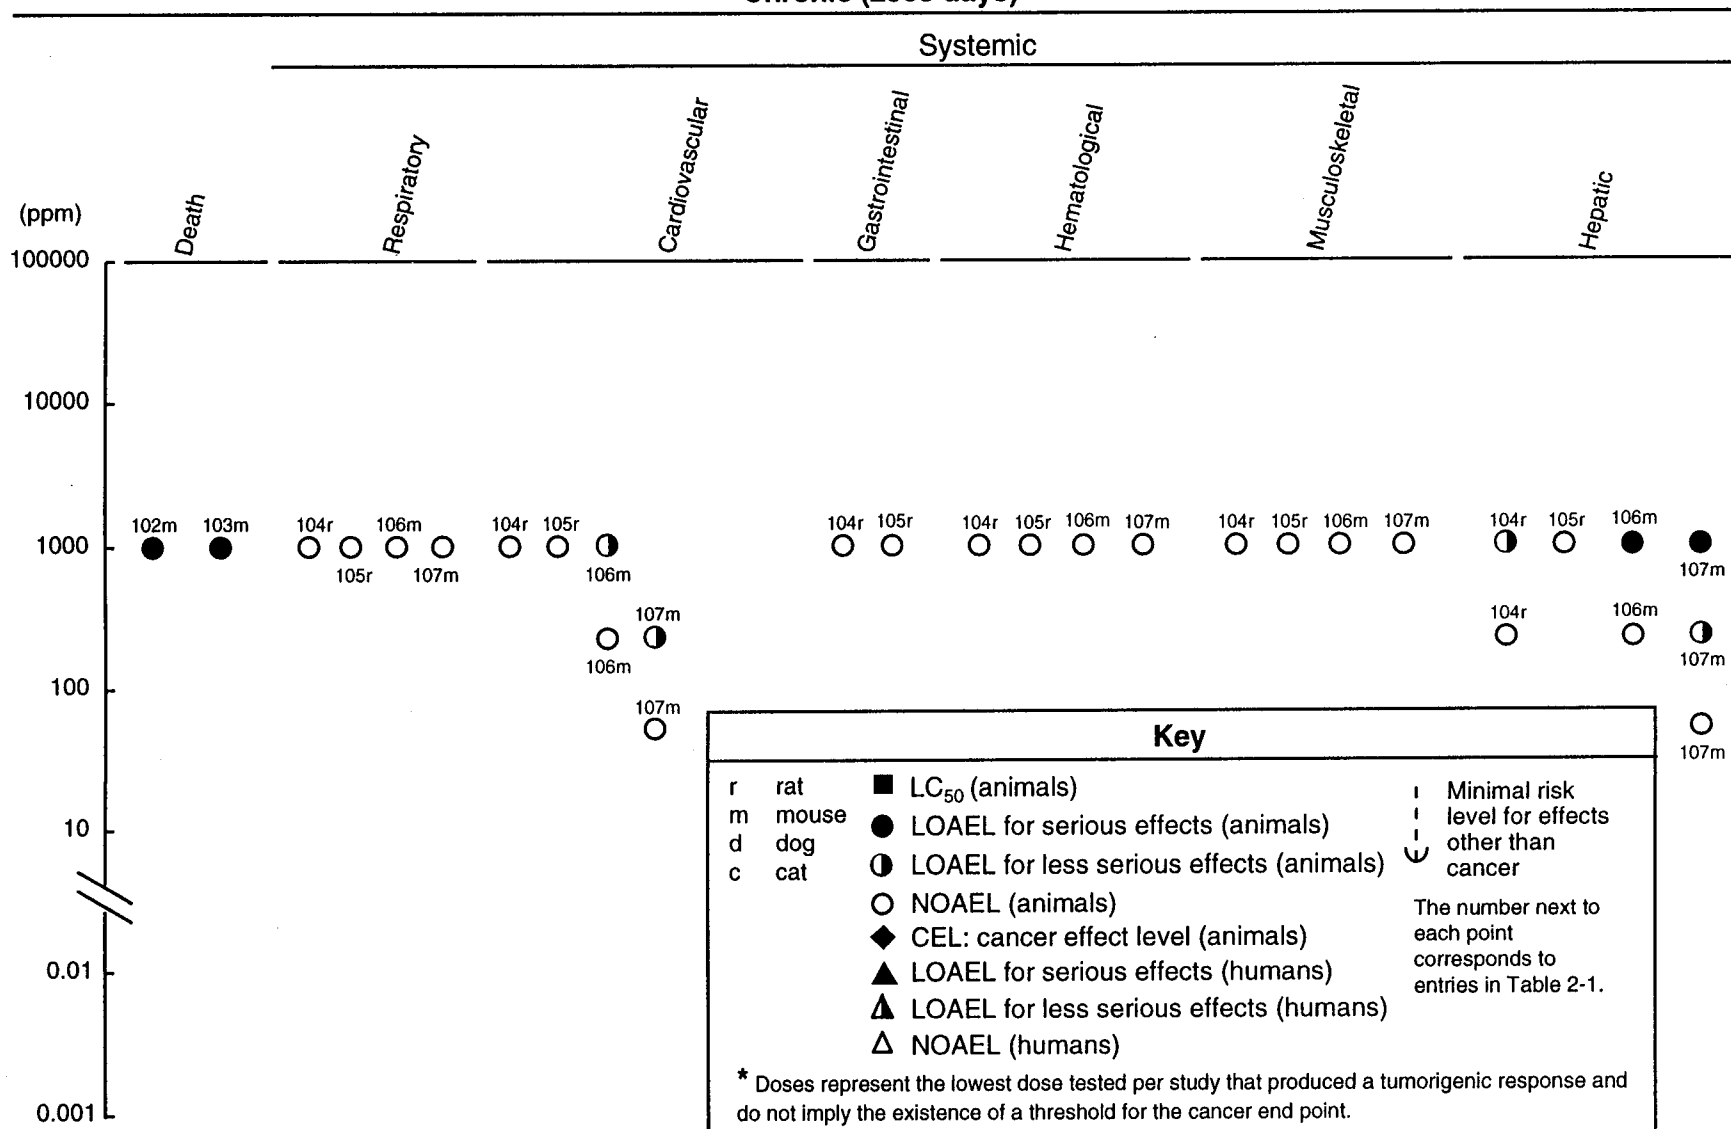 Systemic
Death
Respiratory
Cardiovascular
Gastrointestinal
Hematological
Musculoskeletal
Hepatic
(ppm)
100000
10000
102m 103m 104r 106m 104r 105r 104r 105r 104r 105r 106m 107m 104r 105r 106m 107m 104r 105r 106m
1000
105r 107m 106m 107m
107m 104r 106m
106m 107m
100
107m
107m
Key
r rat
m mouse
d dog
c cat
LC50 (animals)
LOAEL for serious effects (animals)
LOAEL for less serious effects (animals)
NOAEL (animals)
CEL: cancer effect level (animals)
LOAEL for serious effects (humans)
LOAEL for less serious effects (humans)
NOAEL (humans)
Minimal risk
level for effects
other than
cancer
The number next to
each point
corresponds to
entries in Table 2-1.
* Doses represent the lowest dose tested per study that produced a tumorigenic response and
do not imply the existence of a threshold for the cancer end point.
10
0.01
0.001